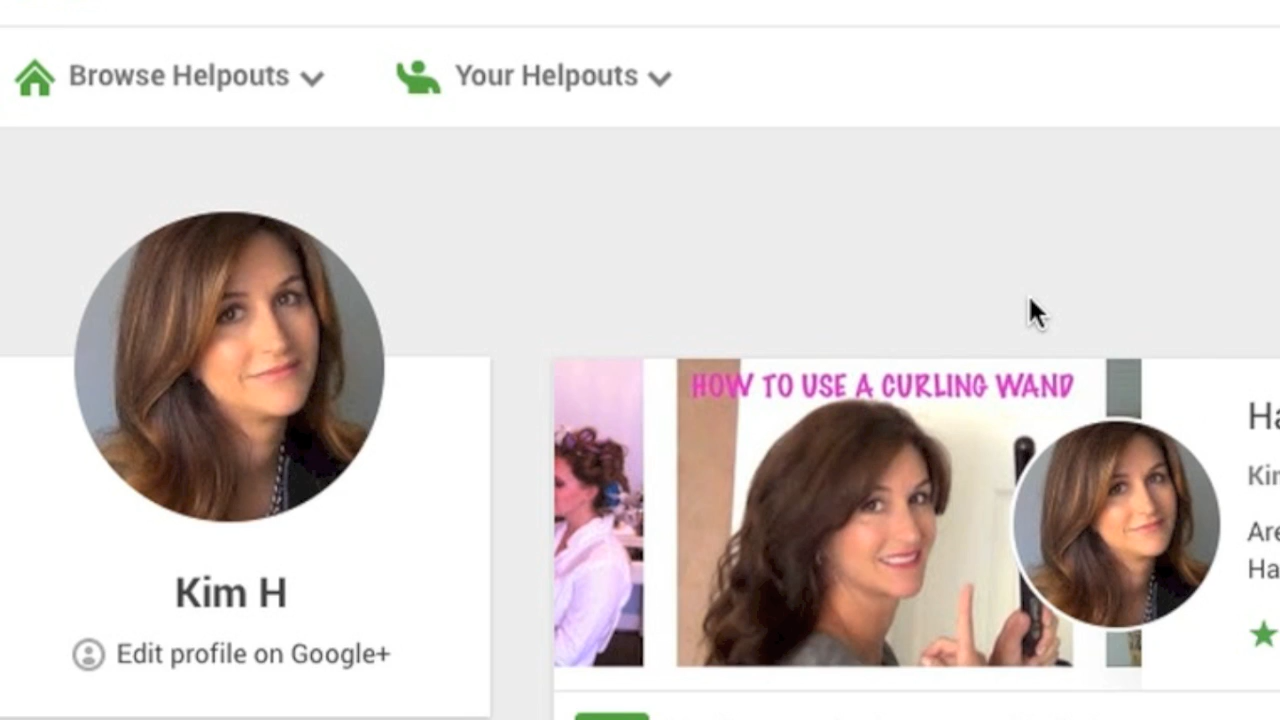 Browse Helpouts
Your Helpouts
Kim H
Edit profile on Google+
HOW TO USE A CURLING WAND